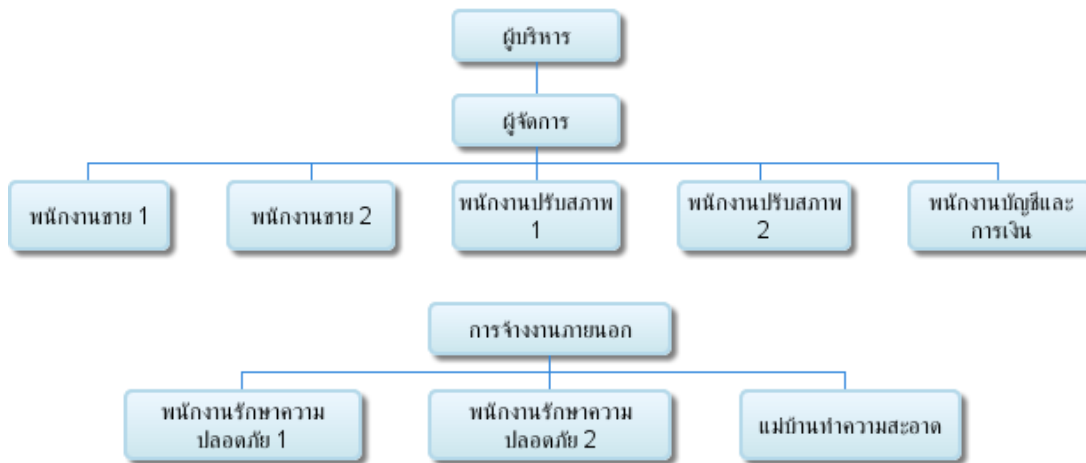 ผู้บริหาร
ผู้จัดการ
พนักงานขาย 1
พนักงานขาย 2
พนักงานปรับสภาพ
1
พนักงานปรับสภาพ
2
พนักงานบัญชีและ
การเงิน
การจ้างงานภายนอก
พนักงานรักษาความ
ปลอดภัย 1
พนักงานรักษาความ
ปลอดภัย 2
แม่บ้านทำความสะอาด